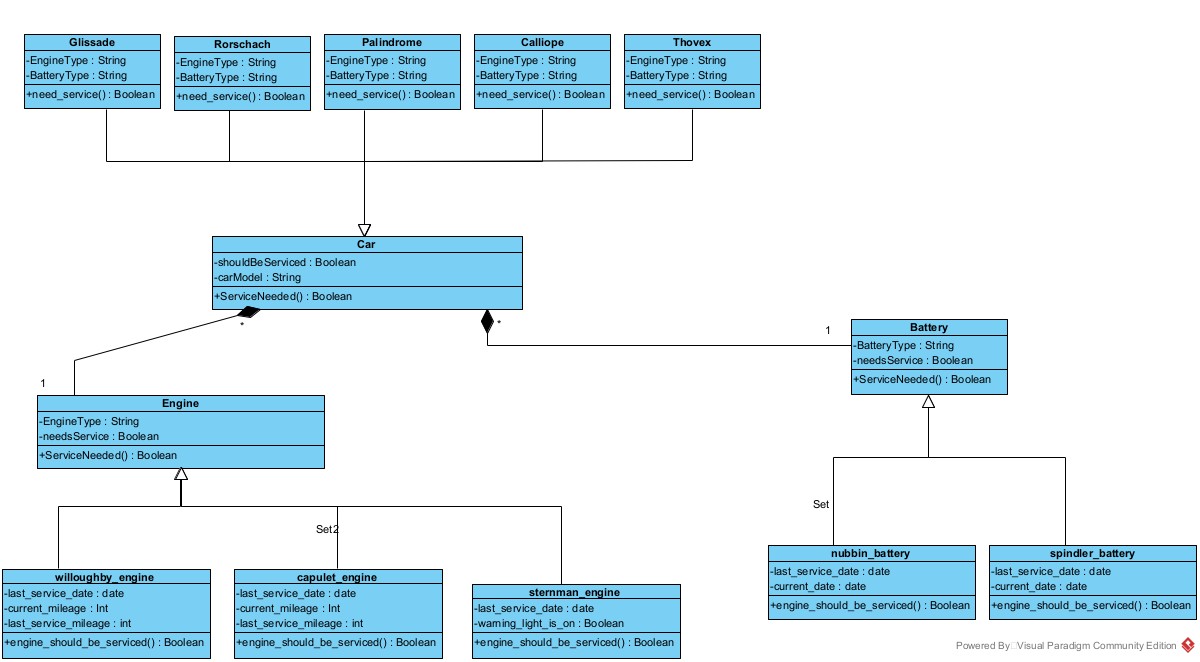 Glissade
-EngineType : String
-BatteryType : String
+need_service() : Boolean
Rorschach
-EngineType : String
-BatteryType : String
+need_service() : Boolean
Palindrome
-EngineType : String
-BatteryType : String
+need_service() : Boolean
Calliope
-EngineType : String
-BatteryType : String
+need_service() : Boolean
Thovex
-EngineType : String
-BatteryType : String
+need_service() : Boolean
Car
-shouldBeServiced : Boolean
-carModel : String
+ServiceNeeded() : Boolean
*
*
1
1
Battery
-BatteryType : String
-needsService : Boolean
+ServiceNeeded() : Boolean
Engine
-EngineType : String
-needsService : Boolean
+ServiceNeeded() : Boolean
Set
Set2
willoughby_engine
-last_service_date : date
-current_mileage : Int
-last_service_mileage : int
+engine_should_be_serviced() : Boolean
capulet_engine
-last_service_date : date
-current_mileage : Int
-last_service_mileage : int
+engine_should_be_serviced() : Boolean
sternman_engine
-last_service_date : date
-warning_light_is_on : Boolean
+engine_should_be_serviced() : Boolean
nubbin_battery
-last_service_date : date
-current_date : date
+engine_should_be_serviced() : Boolean
spindler_battery
-last_service_date : date
-current_date : date
+engine_should_be_serviced() : Boolean
Powered By Visual Paradigm Community Edition